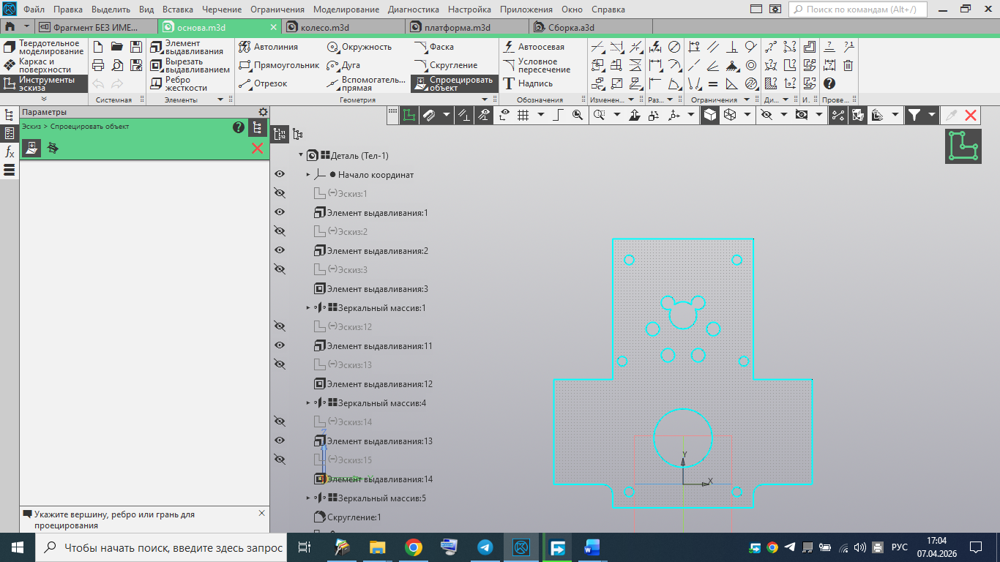 Файл Правка Выделить Вид Вставка Черчение Ограничения Моделирование Диагностика Настройка Приложения Окно Справка Поиск по командам (Alt+/)
Фрагмент БЕЗ ИМЕ... основа.m3d колесо.m3d платформа.m3d Сборка.a3d
Твердотельное
моделирование
Каркас и
поверхности
Инструменты
эскиза
Системная
Элемент
выдавливания
Вырезать
выдавливанием
Ребро
жесткости
Элементы
Автолиния Окружность Фаска
Прямоугольник Дуга Скругление
Отрезок Вспомогатель...
прямая Спроецировать
объект
Геометрия
Автоосевая
Условное
пересечение
Надпись
Обозначения
Изменен... Раз... Ограничения Ди... И. Прове...
Параметры
Эскиз > Спроецировать объект
Деталь (Тел-1)
Начало координат
(−)Эскиз:1
Элемент выдавливания:1
(−)Эскиз:2
Элемент выдавливания:2
(−)Эскиз:3
Элемент выдавливания:3
Зеркальный массив:1
(−)Эскиз:12
Элемент выдавливания:11
(−)Эскиз:13
Элемент выдавливания:12
Зеркальный массив:4
(−)Эскиз:14
Z
Элемент выдавливания:13
(−)Эскиз:15
Элемент выдавливания:14
Зеркальный массив:5
Скругление:1
Y
X
Укажите вершину, ребро или грань для
проецирования
Чтобы начать поиск, введите здесь запрос
РУС
17:04
07.04.2026